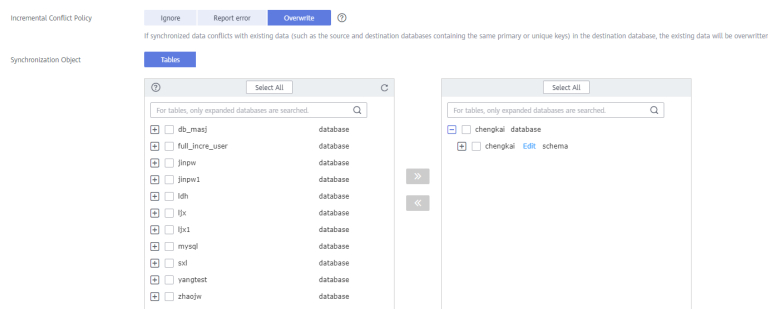 Incremental Conflict Policy Ignore Report error Overwrite ?
If synchronized data conflicts with existing data (such as the source and destination databases containing the same primary or unique keys) in the destination database, the existing data will be overwritten
Synchronization Object Tables
? Select All Select All
For tables, only expanded databases are searched. For tables, only expanded databases are searched.
db_masj database chengkai database
full_incre_user database chengkai Edit schema
jinpw database
jinpw1 database
ldh database
ljx database
ljx1 database
mysql database
sxl database
yangtest database
zhaojw database